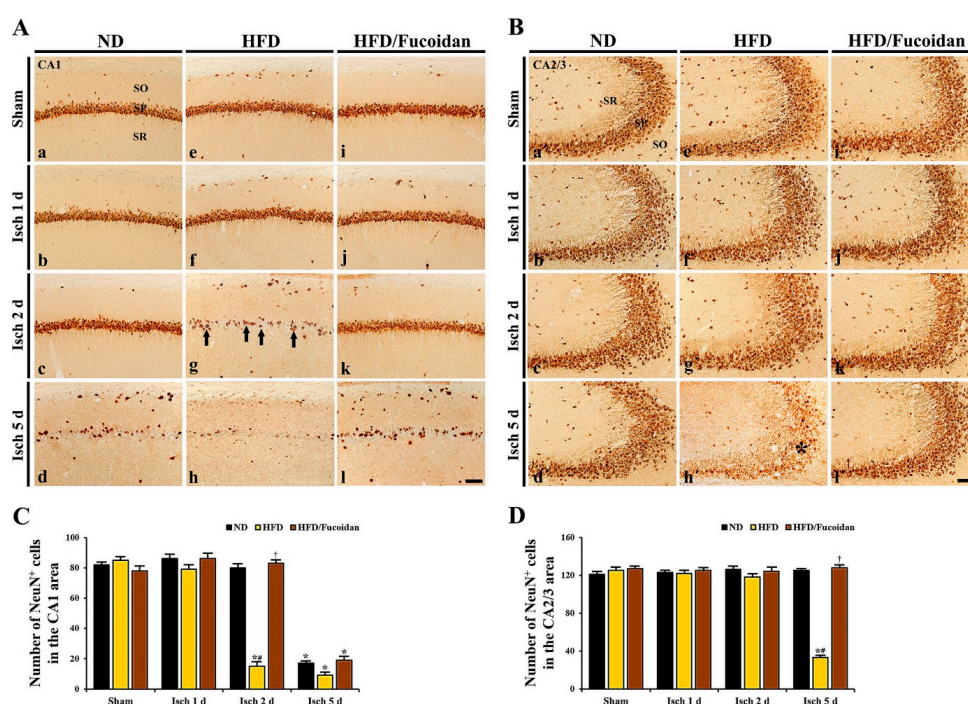 A
ND
HFD
HFD/Fucoidan
Sham
CA1
SO
SP
SR
a
e
i
Isch 1 d
b
f
j
Isch 2 d
c
g
k
Isch 5 d
d
h
l
B
ND
HFD
HFD/Fucoidan
Sham
CA2/3
SR
SP
SO
a
e
i
Isch 1 d
b
f
j
Isch 2 d
c
g
k
Isch 5 d
d
h
*
l
C
ND HFD HFD/Fucoidan
Number of NeuN+ cells
in the CA1 area
100
80
60
40
20
0
*#
†
*
*
*
Sham Isch 1 d Isch 2 d Isch 5 d
D
ND HFD HFD/Fucoidan
Number of NeuN+ cells
in the CA2/3 area
160
120
80
40
0
*#
†
Sham Isch 1 d Isch 2 d Isch 5 d